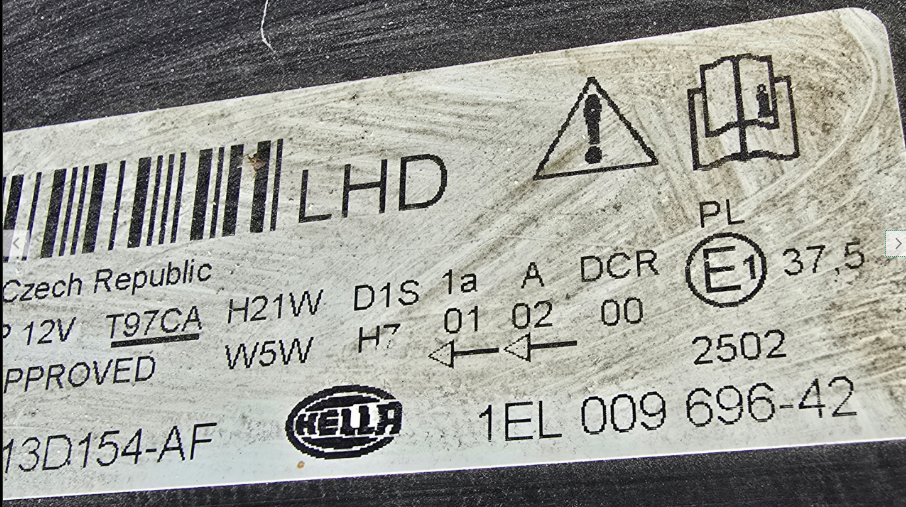 LHD
PL
Czech Republic
12V T97CA H21W D1S 1a A DCR E1 37,5
PPROVED W5W H7 01 02 00
2502
13D154-AF HELLA 1EL 009 696-42